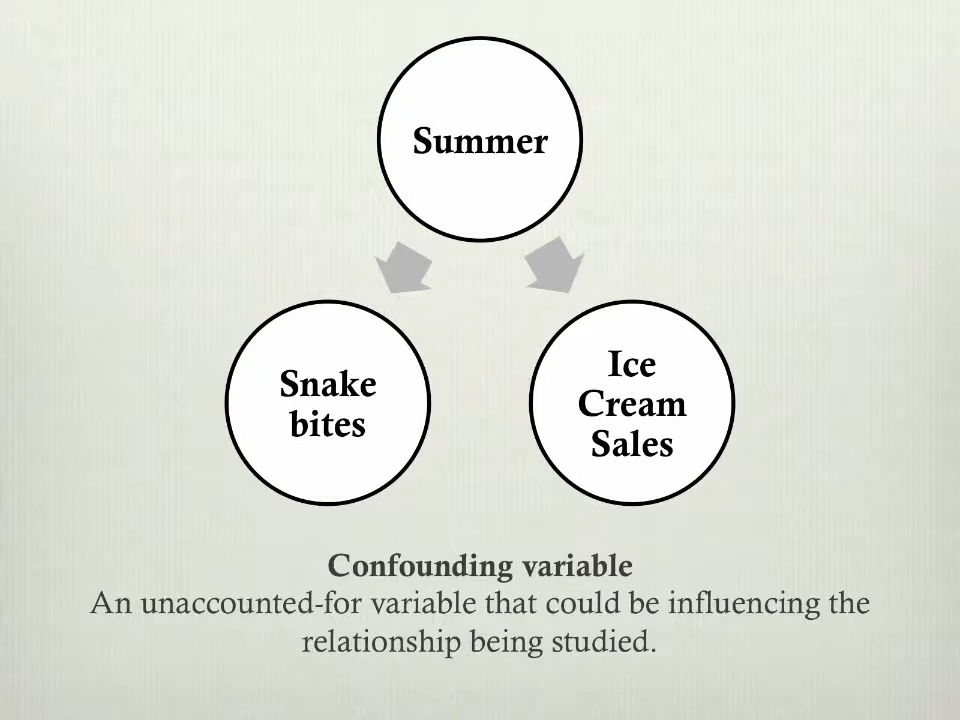 Summer
Snake
bites
Ice
Cream
Sales
Confounding variable
An unaccounted-for variable that could be influencing the
relationship being studied.